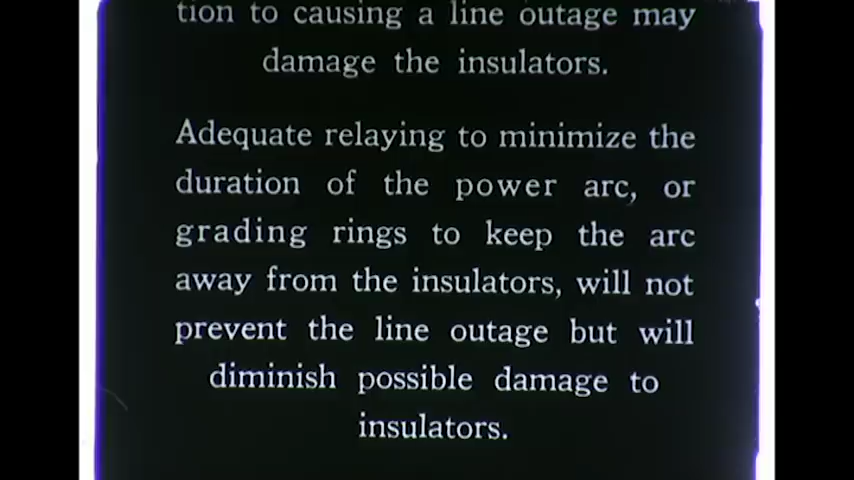 tion to causing a line outage may
damage the insulators.
Adequate relaying to minimize the
duration of the power arc, or
grading rings to keep the arc
away from the insulators, will not
prevent the line outage but will
diminish possible damage to
insulators.